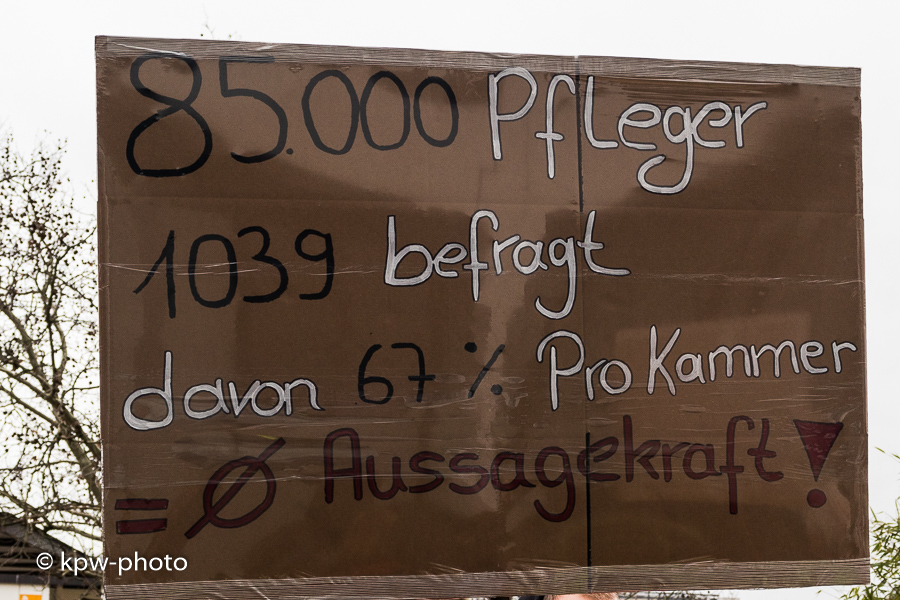 85.000 Pfleger
1039 befragt
davon 67 % Pro Kammer
= Ø Aussagekraft!
© kpw-photo